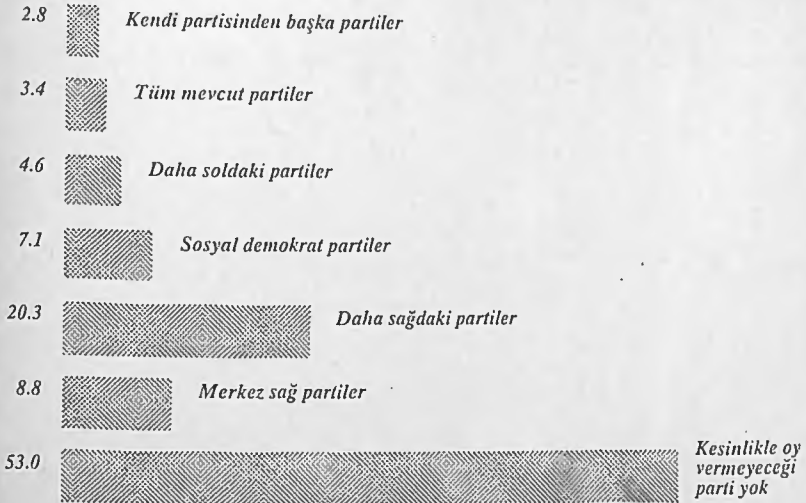 2.8 Kendi partisinden başka partiler
3.4 Tüm mevcut partiler
4.6 Daha soldaki partiler
7.1 Sosyal demokrat partiler
20.3 Daha sağdaki partiler
8.8 Merkez sağ partiler
53.0 Kesinlikle oy
vermeyeceği
parti yok